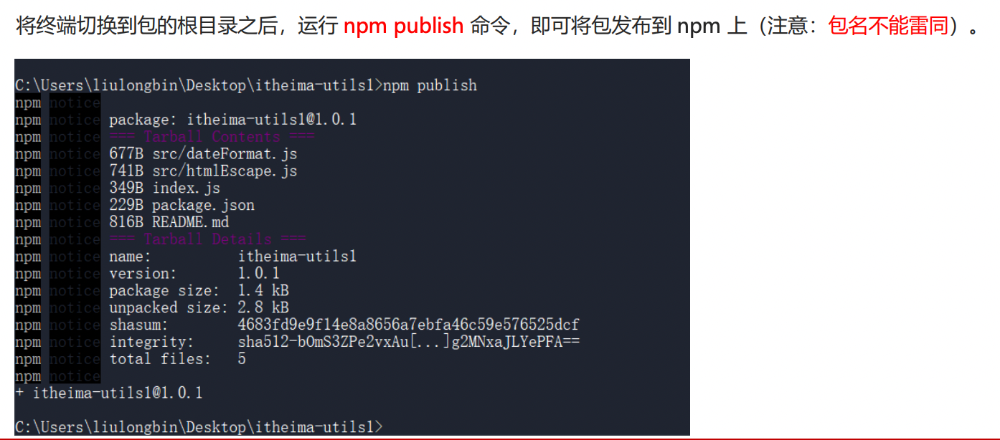 将终端切换到包的根目录之后，运行 npm publish 命令，即可将包发布到 npm 上（注意：包名不能雷同）。
C:\Users\liulongbin\Desktop\itheima-utils1>npm publish
npm notice
npm notice package: itheima-utils1@1.0.1
npm notice === Tarball Contents ===
npm notice 677B src/dateFormat.js
npm notice 741B src/htmlEscape.js
npm notice 349B index.js
npm notice 229B package.json
npm notice 816B README.md
npm notice === Tarball Details ===
npm notice name: itheima-utils1
npm notice version: 1.0.1
npm notice package size: 1.4 kB
npm notice unpacked size: 2.8 kB
npm notice shasum: 4683fd9e9f14e8a8656a7ebfa46c59e576525dcf
npm notice integrity: sha512-bOmS3ZPe2vxAu[...]g2MNxaJLYePFA==
npm notice total files: 5
npm notice
+ itheima-utils1@1.0.1
C:\Users\liulongbin\Desktop\itheima-utils1>